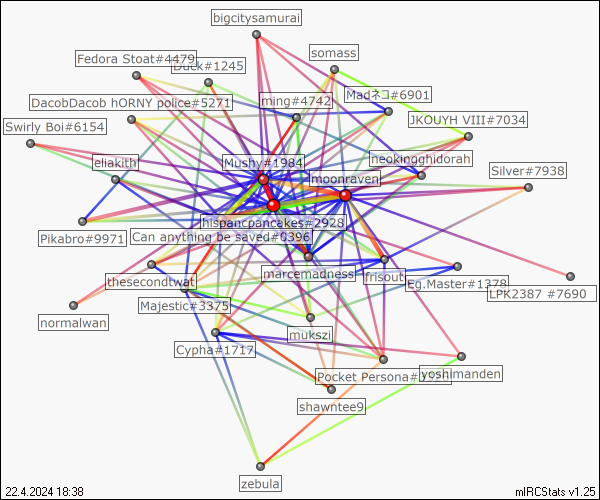 bigcitysamurai
somass
Fedora Stoat#4479
Duck#1245
Madネコ#6901
DacobDacob hORNY police#5271
ming#4742
JKOUYH VIII#7034
Swirly Boi#6154
eliakith
Mushy#1984
neokingghidorah
moonraven
Silver#7938
hispancpancakes#2928
Pikabro#9971
Can anything be saved#0396
marcemadness
thesecondtwat
frisout
Eg.Master#1378
LPK2387 #7690
Majestic#3375
normalwan
mukszi
Cypha#1717
Pocket
yoshimanden
shawntee9
zebula
22.4.2024 18:38
mIRCStats v1.25